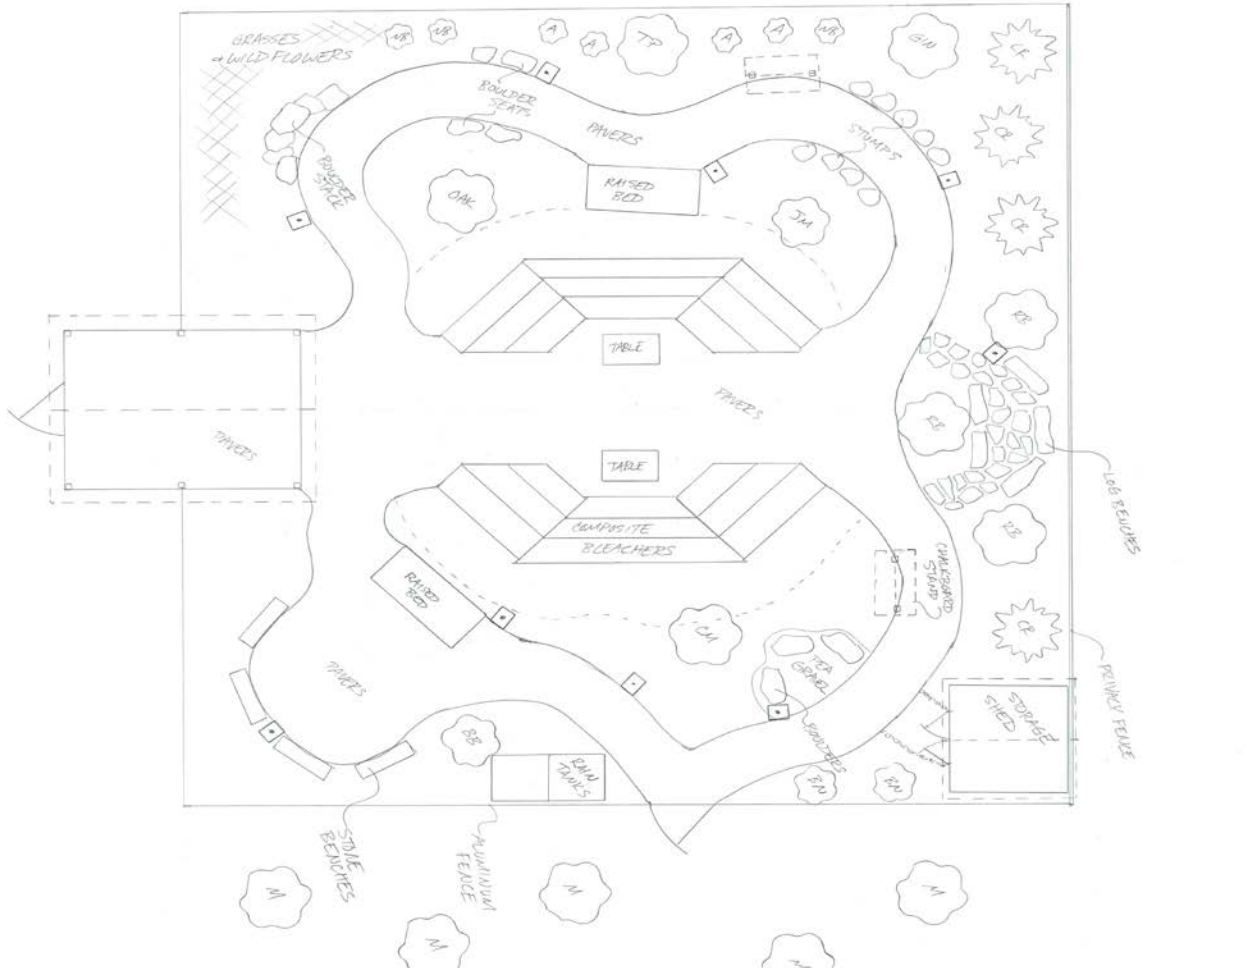 GRASSES
& WILDFLOWERS
NB
NB
A
A
TP
A
A
NB
GIN
CR
BOULDER
SEATS
PAVERS
STUMPS
CR
BOULDER
STACK
OAK
RAISED
BED
JM
CR
RB
TABLE
PAVERS
RB
PAVERS
TABLE
LOG BENCHES
COMPOSITE
BLEACHERS
RB
CHALKBOARD
STAND
RAISED
BED
CM
CR
PEA
GRAVEL
PAVERS
PRIVACY FENCE
STORAGE
SHED
BB
BOULDERS
RAIN
TANKS
BN
BN
STONE
BENCHES
ALUMINUM
FENCE
M
M
M
M
M